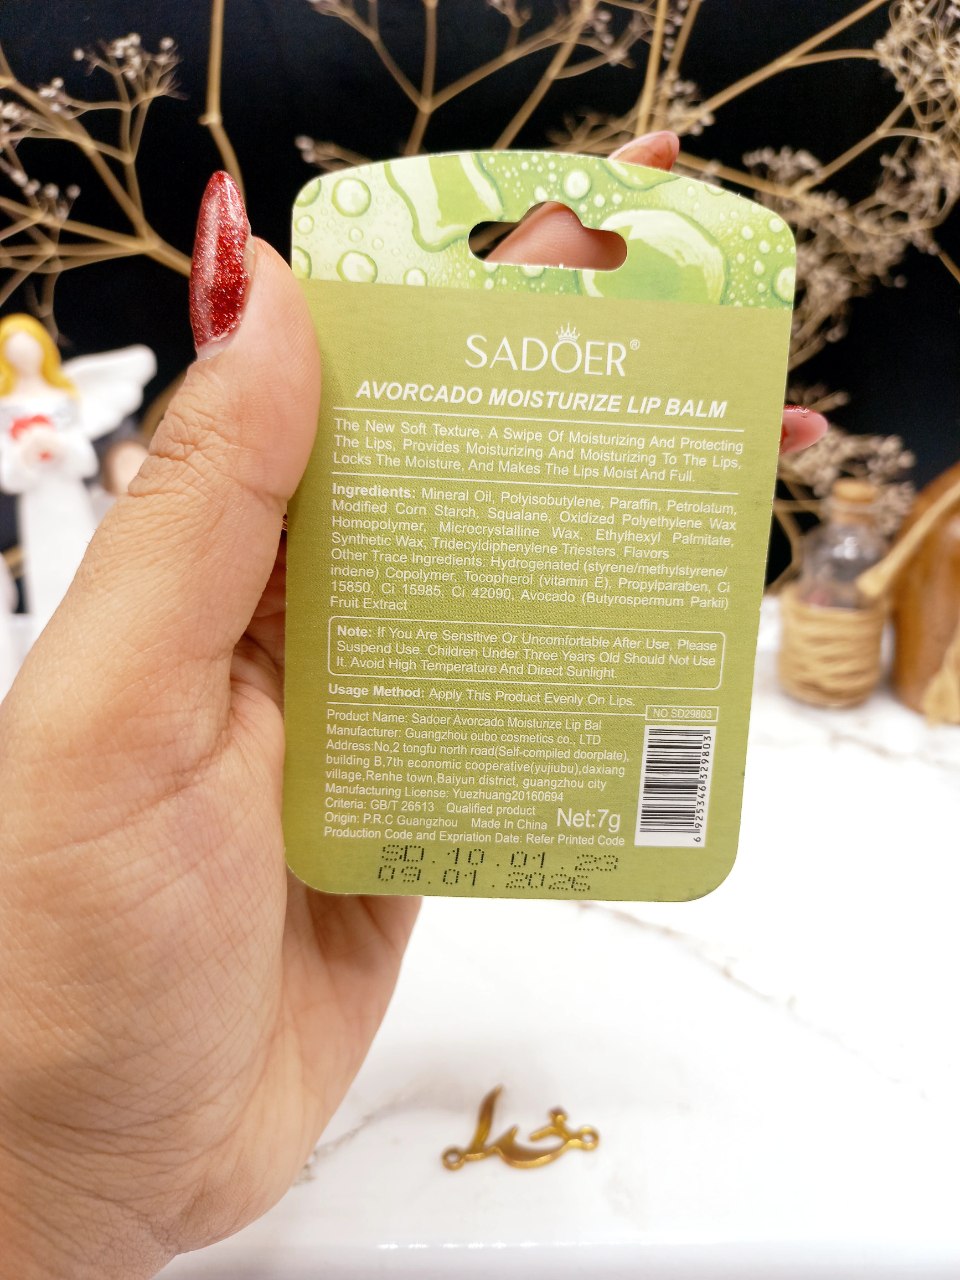 SADOER®
AVORCADO MOISTURIZE LIP BALM
The New Soft Texture, A Swipe Of Moisturizing And Protecting
The Lips, Provides Moisturizing And Moisturizing To The Lips,
Locks The Moisture, And Makes The Lips Moist And Full.
Ingredients: Mineral Oil, Polyisobutylene, Paraffin, Petrolatum,
Modified Corn Starch, Squalane, Oxidized Polyethylene Wax
Homopolymer, Microcrystalline Wax, Ethylhexyl Palmitate,
Synthetic Wax, Tridecyldiphenylene Triesters, Flavors
Other Trace Ingredients: Hydrogenated (styrene/methylstyrene/
indene) Copolymer, Tocopherol (vitamin E), Propylparaben, Ci
15850, Ci 15985, Ci 42090, Avocado (Butyrospermum Parkii)
Fruit Extract
Note: If You Are Sensitive Or Uncomfortable After Use, Please
Suspend Use. Children Under Three Years Old Should Not Use
It. Avoid High Temperature And Direct Sunlight.
Usage Method: Apply This Product Evenly On Lips.
NO.SD29803
Product Name: Sadoer Avorcado Moisturize Lip Bal
Manufacturer: Guangzhou oubo cosmetics co., LTD
Address:No,2 tongfu north road(Self-compiled doorplate),
building B,7th economic cooperative(yujiubu),daxiang
village,Renhe town,Baiyun district, guangzhou city
Manufacturing License: Yuezhuang20160694
Criteria: GB/T 26513 Qualified product
Origin: P.R.C Guangzhou Made In China
Net:7g
Production Code and Expriation Date: Refer Printed Code
6 925346 329803
SD.10.01.23
09.01.2026
خدا